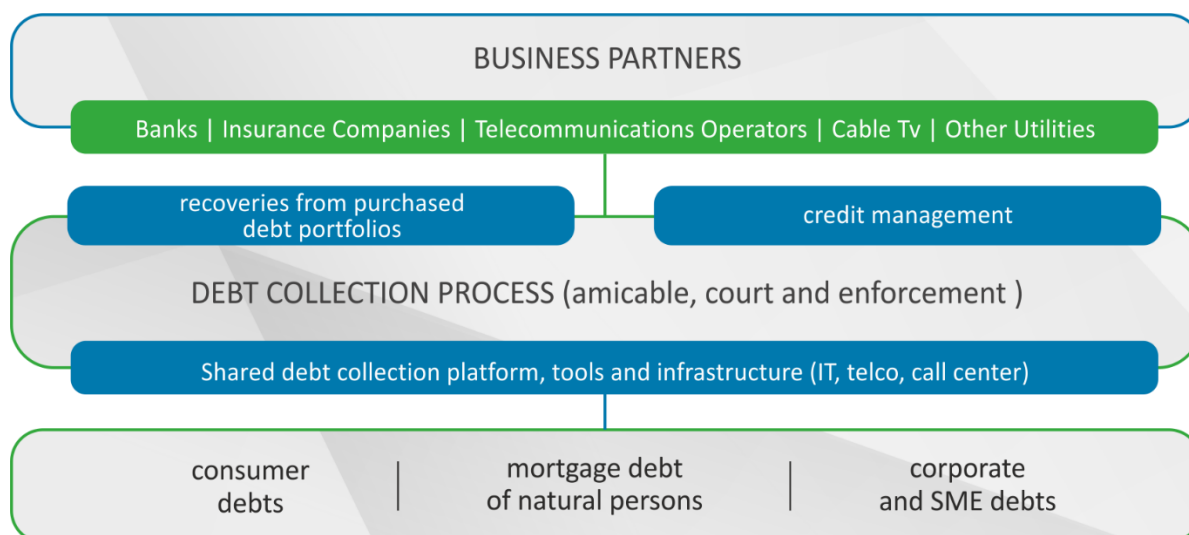 BUSINESS PARTNERS
Banks | Insurance Companies | Telecommunications Operators | Cable Tv | Other Utilities
recoveries from purchased
debt portfolios
credit management
DEBT COLLECTION PROCESS (amicable, court and enforcement )
Shared debt collection platform, tools and infrastructure (IT, telco, call center)
consumer
debts
mortgage debt
of natural persons
corporate
and SME debts